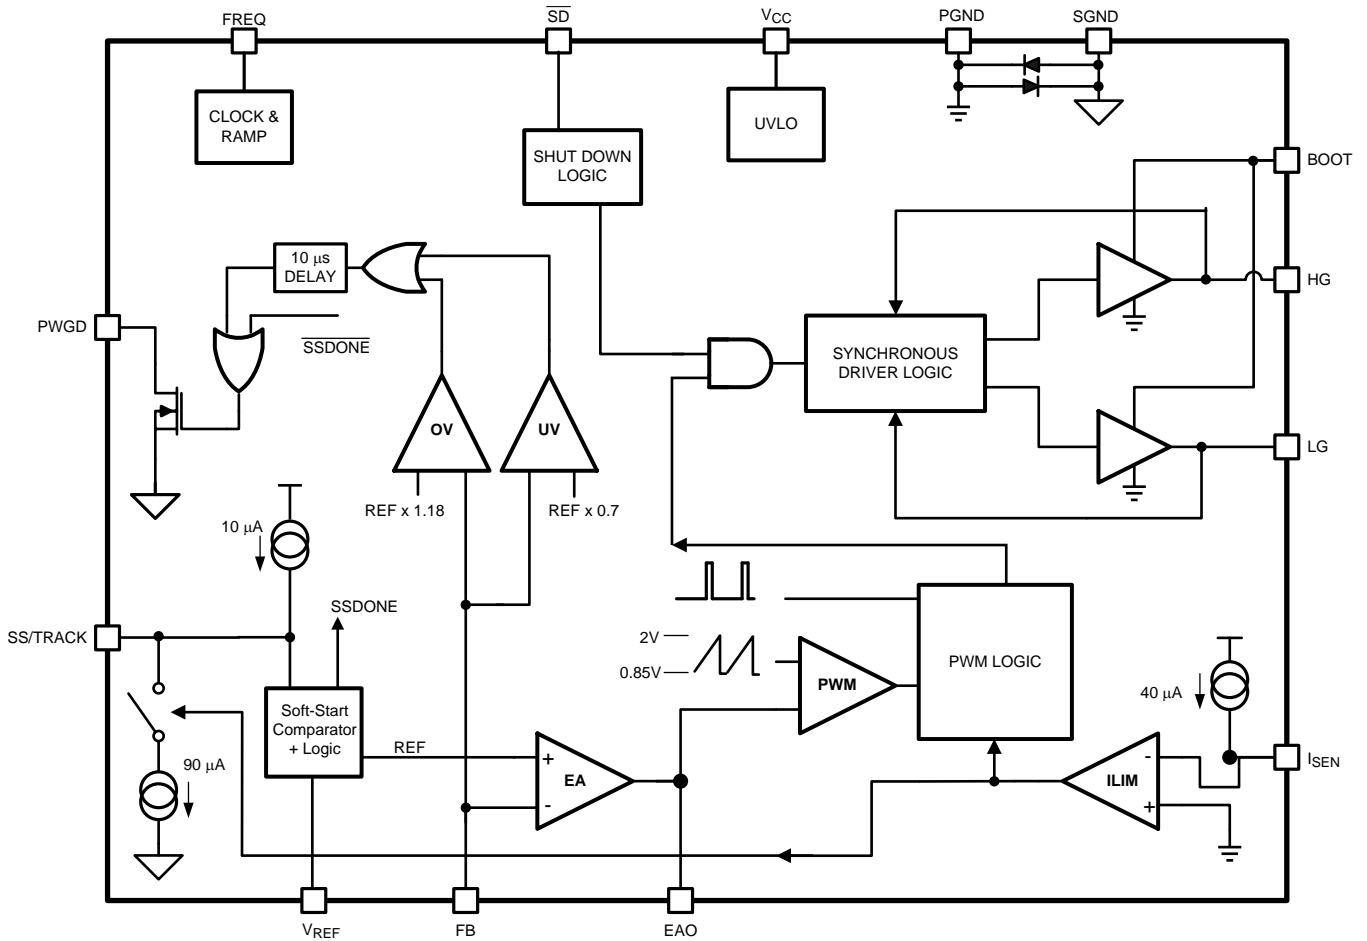 FREQ
SD
VCC
PGND
SGND
CLOCK &
RAMP
UVLO
SHUT DOWN
LOGIC
BOOT
10 μs
DELAY
HG
PWGD
SSDONE
SYNCHRONOUS
DRIVER LOGIC
OV
UV
LG
REF x 1.18
REF x 0.7
10 μA
SSDONE
SS/TRACK
2V
0.85V
PWM
PWM LOGIC
40 μA
Soft-Start
Comparator
+ Logic
REF
90 μA
+
EA
-
-
ILIM
+
ISEN
VREF
FB
EAO